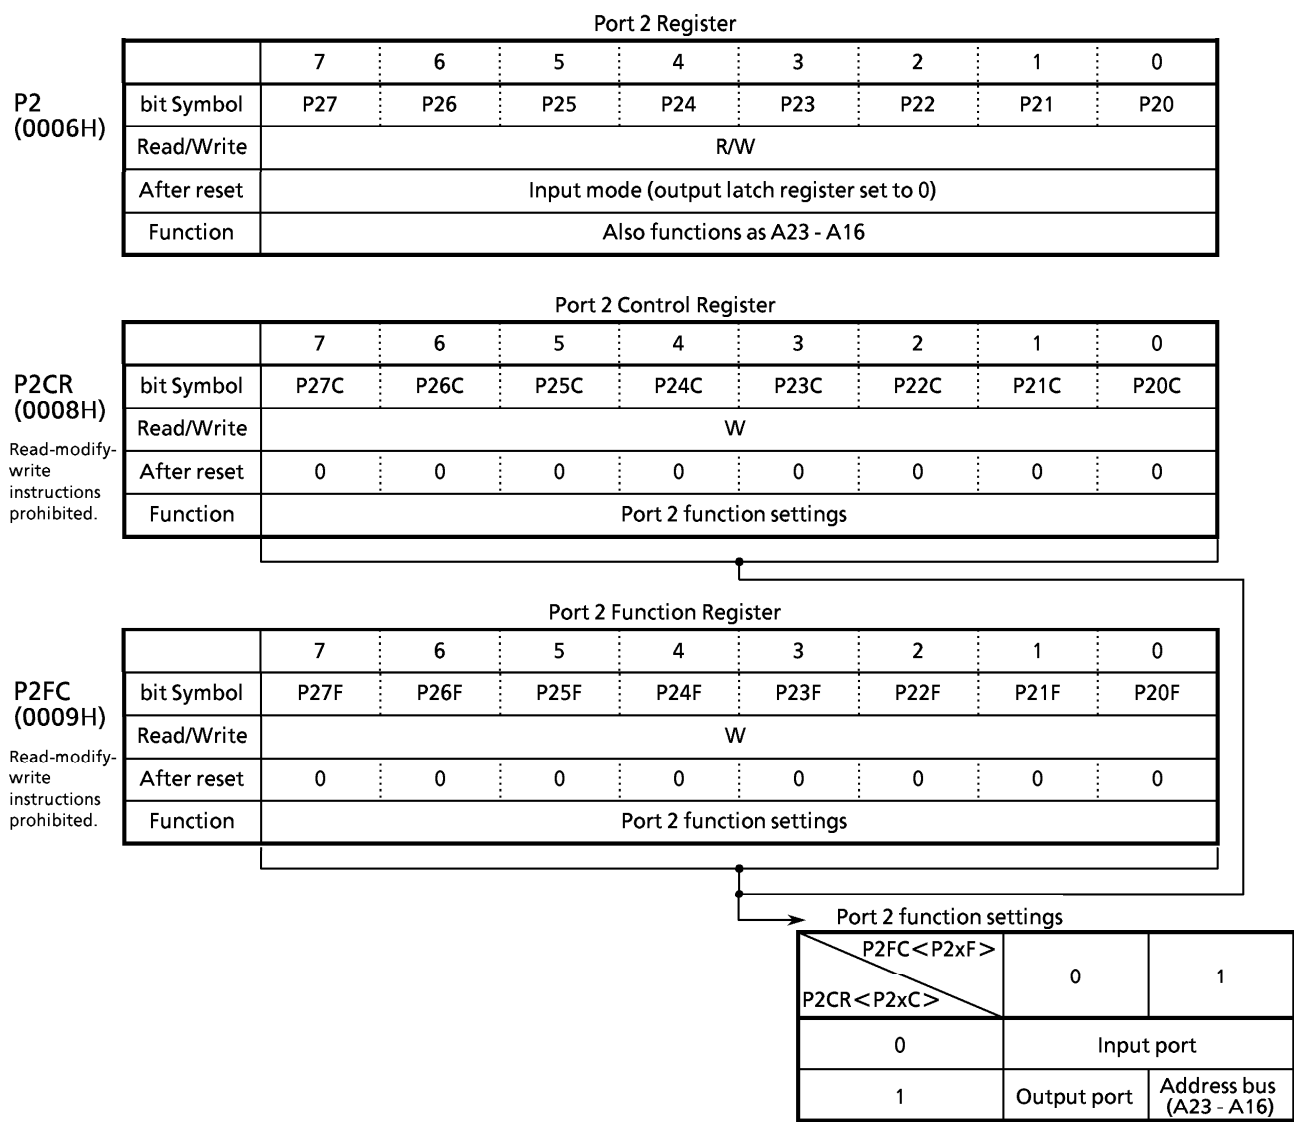 Port 2 Register
7 6 5 4 3 2 1 0
P2
(0006H)
bit Symbol P27 P26 P25 P24 P23 P22 P21 P20
Read/Write R/W
After reset Input mode (output latch register set to 0)
Function Also functions as A23 - A16
Port 2 Control Register
7 6 5 4 3 2 1 0
P2CR
(0008H)
Read-modify-
write
instructions
prohibited.
bit Symbol P27C P26C P25C P24C P23C P22C P21C P20C
Read/Write W
After reset 0 0 0 0 0 0 0 0
Function Port 2 function settings
Port 2 Function Register
7 6 5 4 3 2 1 0
P2FC
(0009H)
Read-modify-
write
instructions
prohibited.
bit Symbol P27F P26F P25F P24F P23F P22F P21F P20F
Read/Write W
After reset 0 0 0 0 0 0 0 0
Function Port 2 function settings
Port 2 function settings
P2FC<P2xF>
P2CR<P2xC>
0 1
0 Input port
1 Output port Address bus
(A23 - A16)